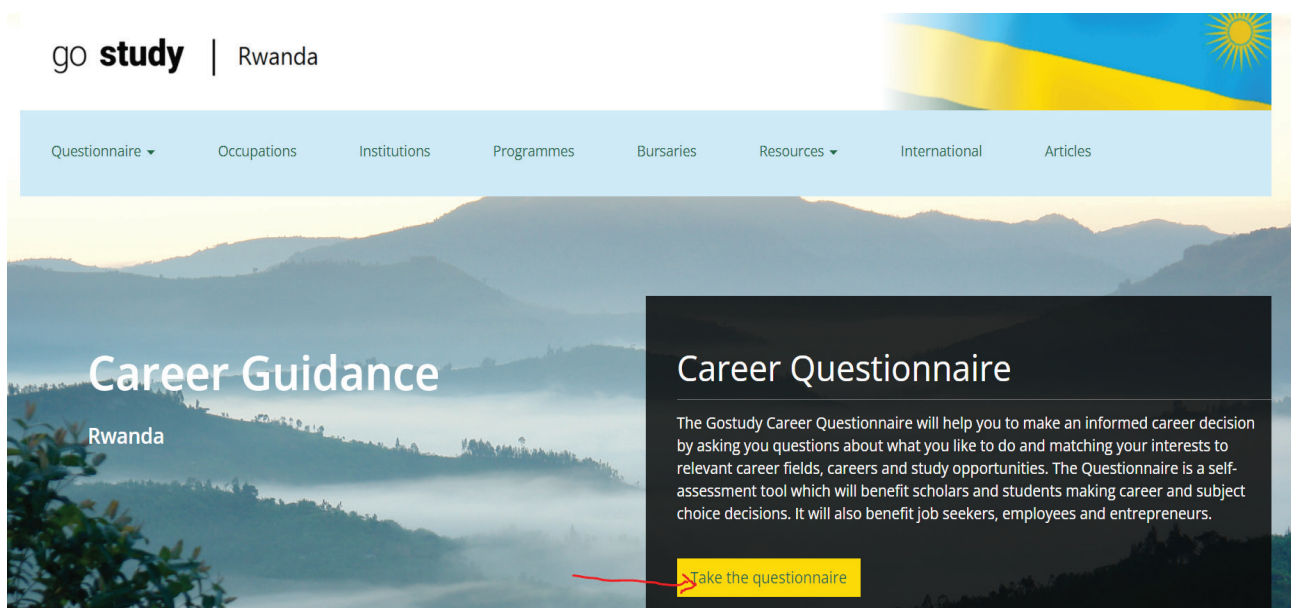 go study | Rwanda
Questionnaire Occupations Institutions Programmes Bursaries Resources International Articles
Career Guidance
Rwanda
Career Questionnaire
The Gostudy Career Questionnaire will help you to make an informed career decision
by asking you questions about what you like to do and matching your interests to
relevant career fields, careers and study opportunities. The Questionnaire is a self-
assessment tool which will benefit scholars and students making career and subject
choice decisions. It will also benefit job seekers, employees and entrepreneurs.
Take the questionnaire